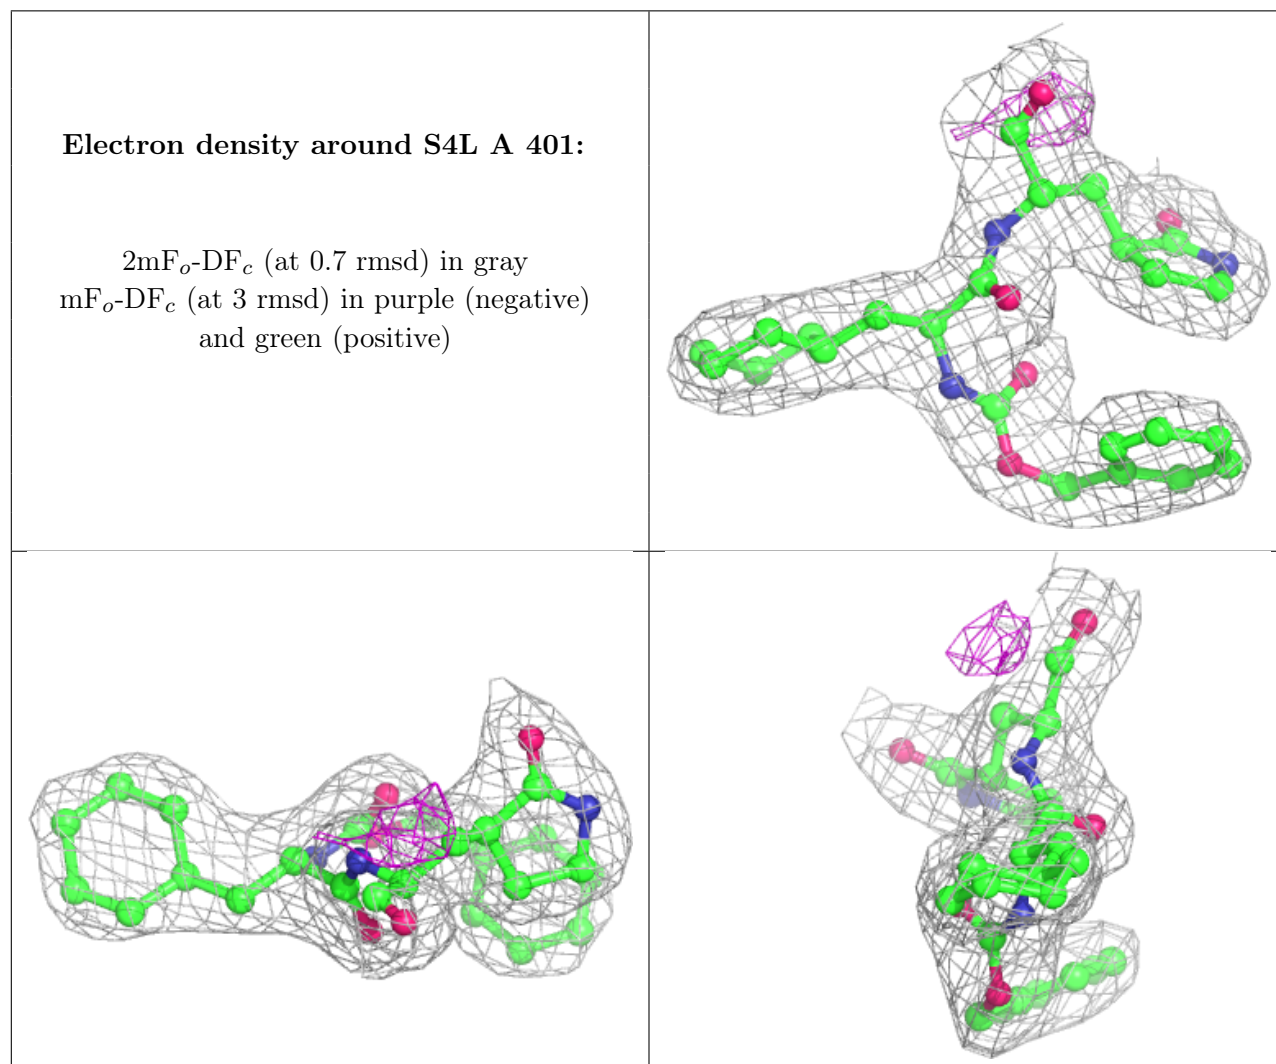 Electron density around S4L A 401:
2mFo-DFc (at 0.7 rmsd) in gray
mFo-DFc (at 3 rmsd) in purple (negative)
and green (positive)